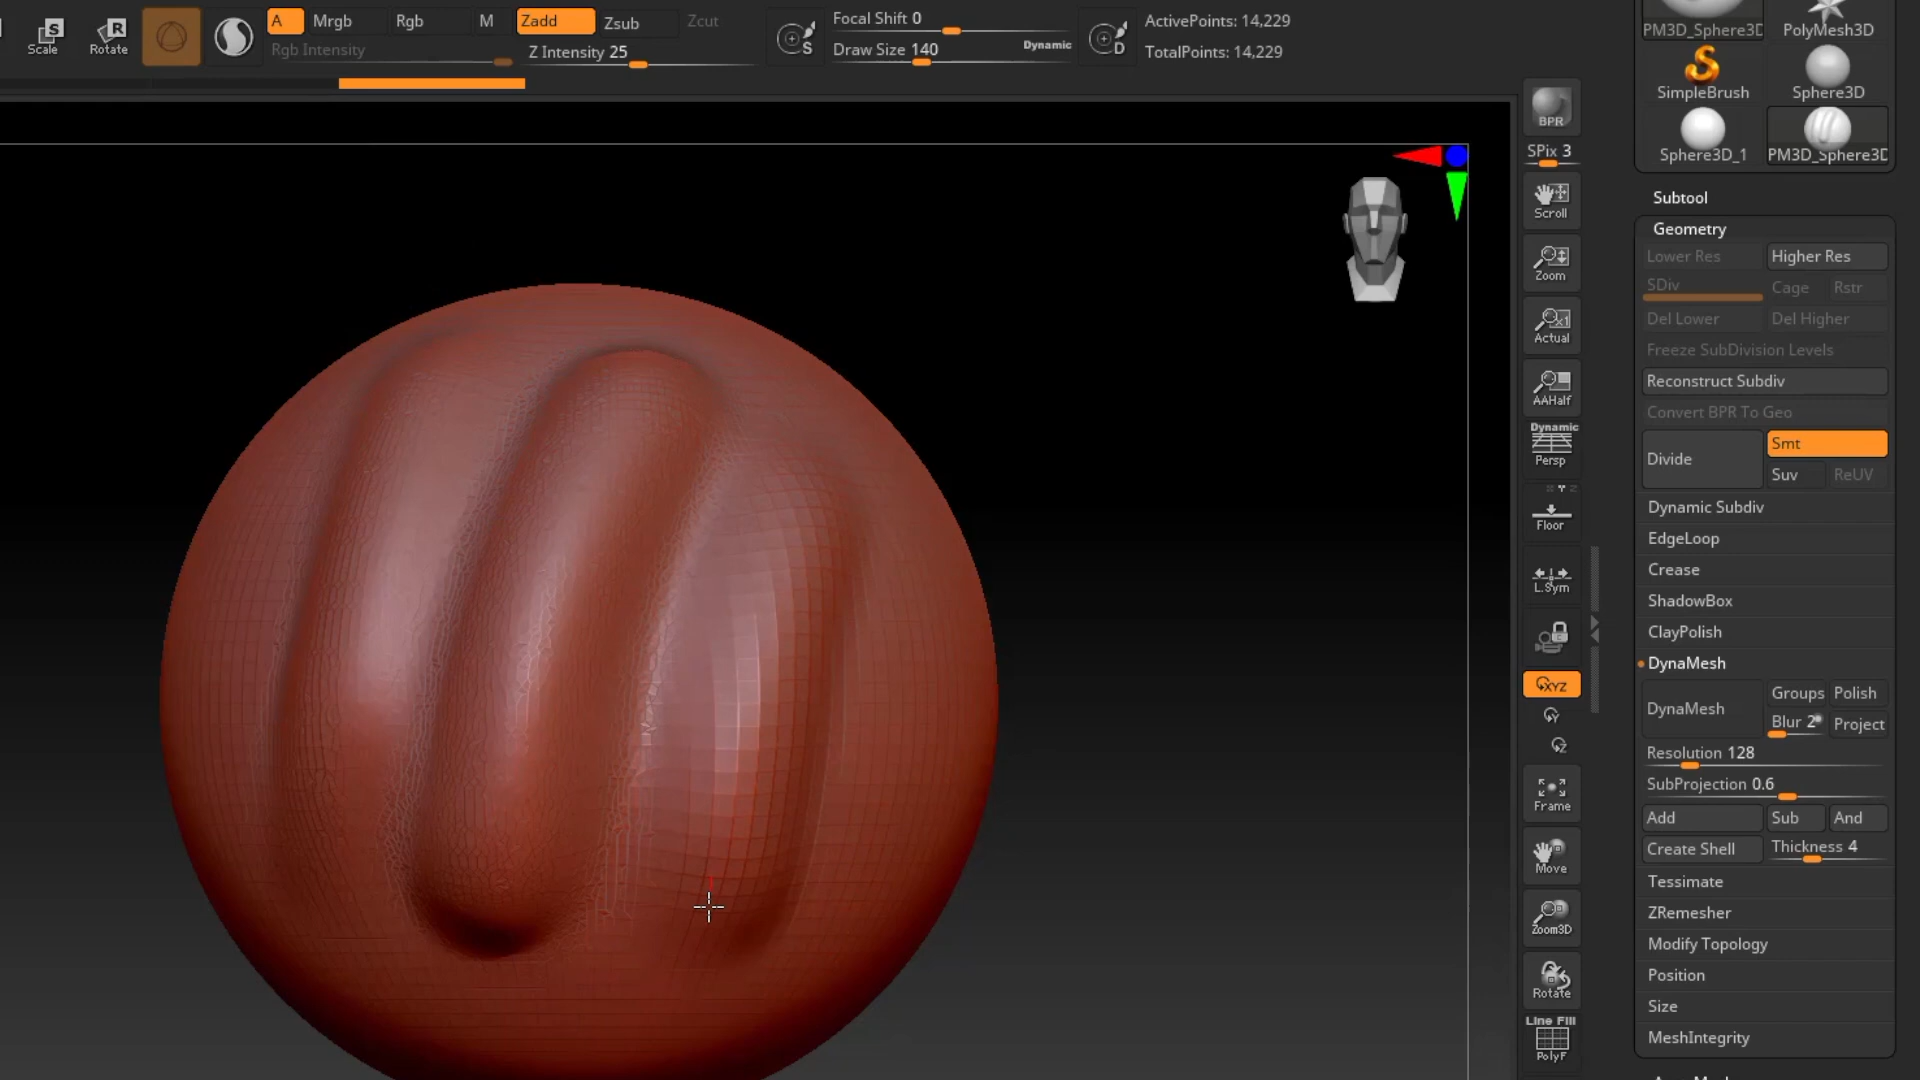 Scale
Rotate
A Mrgb Rgb M Zadd Zsub Zcut
Rgb Intensity
Z Intensity 25
S
Focal Shift 0
Draw Size 140
Dynamic
D
ActivePoints: 14,229
TotalPoints: 14,229
PM3D_Sphere3D
PolyMesh3D
SimpleBrush
Sphere3D
Sphere3D_1
PM3D_Sphere3D
BPR
SPix 3
Scroll
Zoom
Actual
AAHalf
Dynamic
Persp
Floor
L.Sym
XYZ
Y
Z
Frame
Move
Zoom3D
Rotate
Line Fill
PolyF
Subtool
Geometry
Lower Res Higher Res
SDiv Cage Rstr
Del Lower Del Higher
Freeze SubDivision Levels
Reconstruct Subdiv
Convert BPR To Geo
Divide Smt
Suv ReUV
Dynamic Subdiv
EdgeLoop
Crease
ShadowBox
ClayPolish
DynaMesh
DynaMesh Groups Polish
Blur 2 Project
Resolution 128
SubProjection 0.6
Add Sub And
Create Shell Thickness 4
Tessimate
ZRemesher
Modify Topology
Position
Size
MeshIntegrity